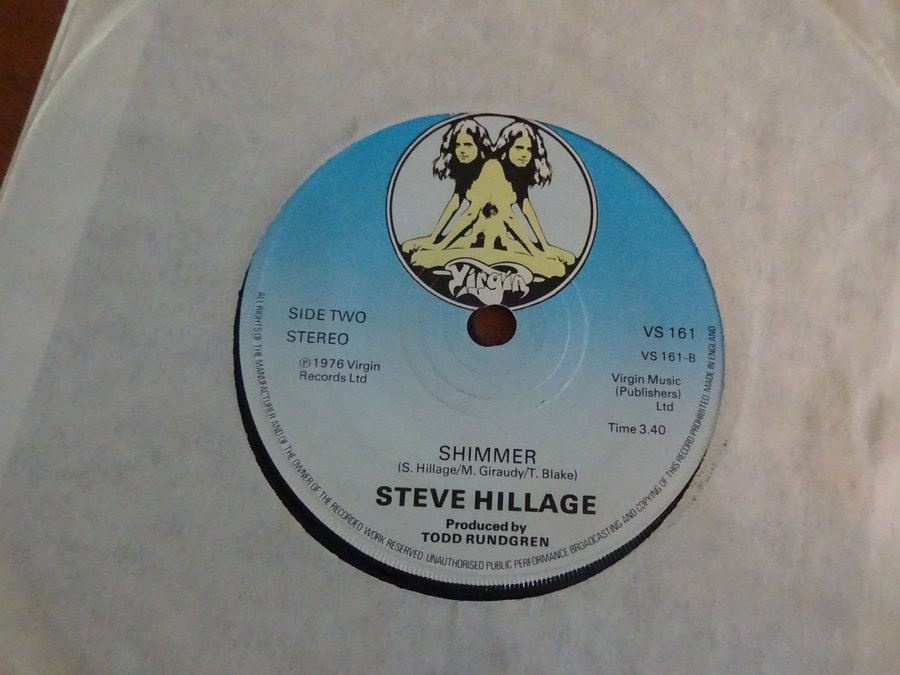 Virgin
SIDE TWO
STEREO
℗ 1976 Virgin
Records Ltd
VS 161
VS 161-B
Virgin Music
(Publishers)
Ltd
Time 3.40
SHIMMER
(S. Hillage/M. Giraudy/T. Blake)
STEVE HILLAGE
Produced by
TODD RUNDGREN
ALL RIGHTS OF THE MANUFACTURER AND OF THE OWNER OF THE RECORDED WORK RESERVED UNAUTHORISED PUBLIC PERFORMANCE BROADCASTING AND COPYING OF THIS RECORD PROHIBITED MADE IN ENGLAND